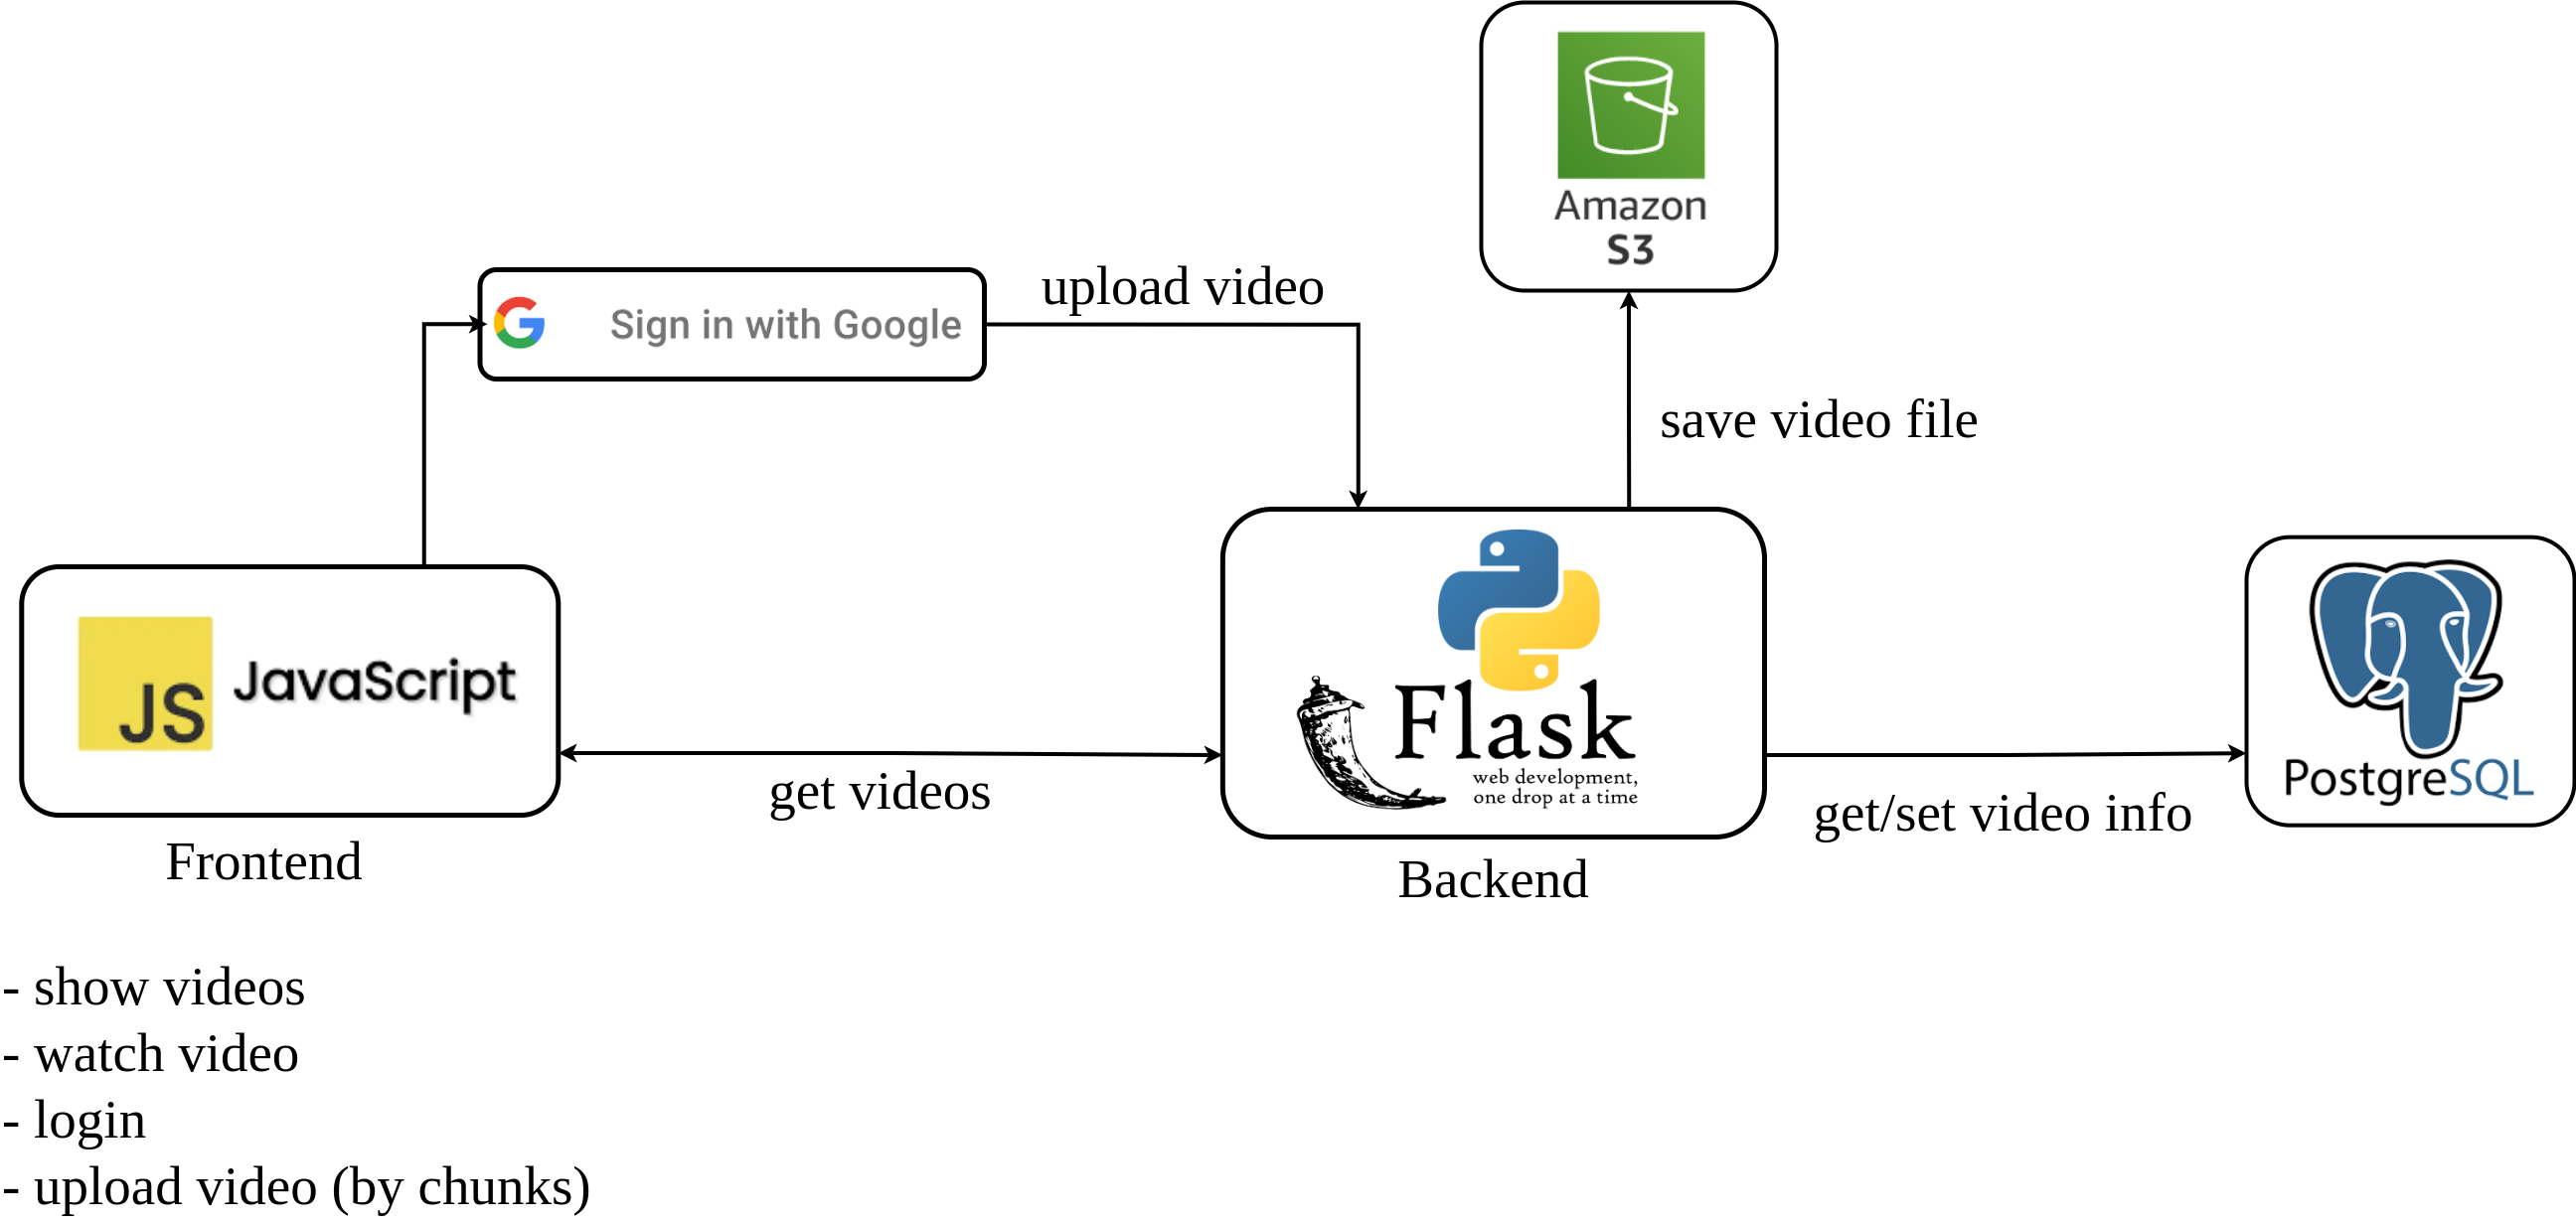 Amazon
S3
upload video
Sign in with Google
save video file
JS
JavaScript
Flask
web development,
one drop at a time
PostgreSQL
get videos
get/set video info
Frontend
Backend
- show videos
- watch video
- login
- upload video (by chunks)